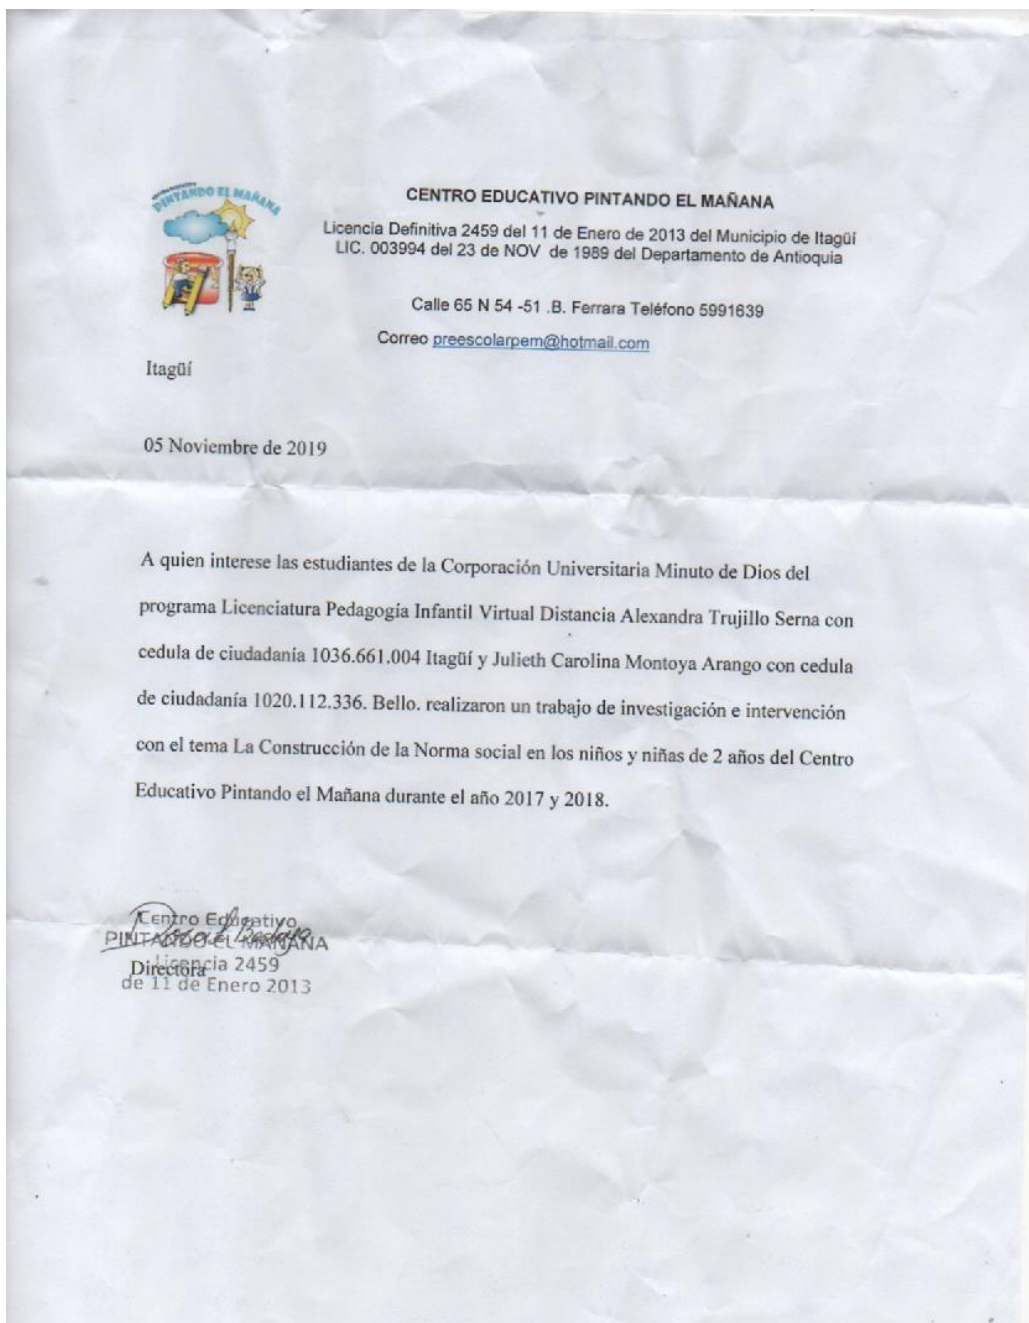 PINTANDO EL MAÑANA
CENTRO EDUCATIVO PINTANDO EL MAÑANA
Licencia Definitiva 2459 del 11 de Enero de 2013 del Municipio de Itagüí
LIC. 003994 del 23 de NOV de 1989 del Departamento de Antioquia
Calle 65 N 54 -51 .B. Ferrara Teléfono 5991639
Correo preescolarpem@hotmail.com
Itagüí
05 Noviembre de 2019
A quien interese las estudiantes de la Corporación Universitaria Minuto de Dios del
programa Licenciatura Pedagogía Infantil Virtual Distancia Alexandra Trujillo Serna con
cedula de ciudadania 1036.661.004 Itagüí y Julieth Carolina Montoya Arango con cedula
de ciudadanía 1020.112.336. Bello. realizaron un trabajo de investigación e intervención
con el tema La Construcción de la Norma social en los niños y niñas de 2 años del Centro
Educativo Pintando el Mañana durante el año 2017 y 2018.
Centro Educativo
PINTANDO EL MAÑANA
Licencia 2459
Directora
de 11 de Enero 2013